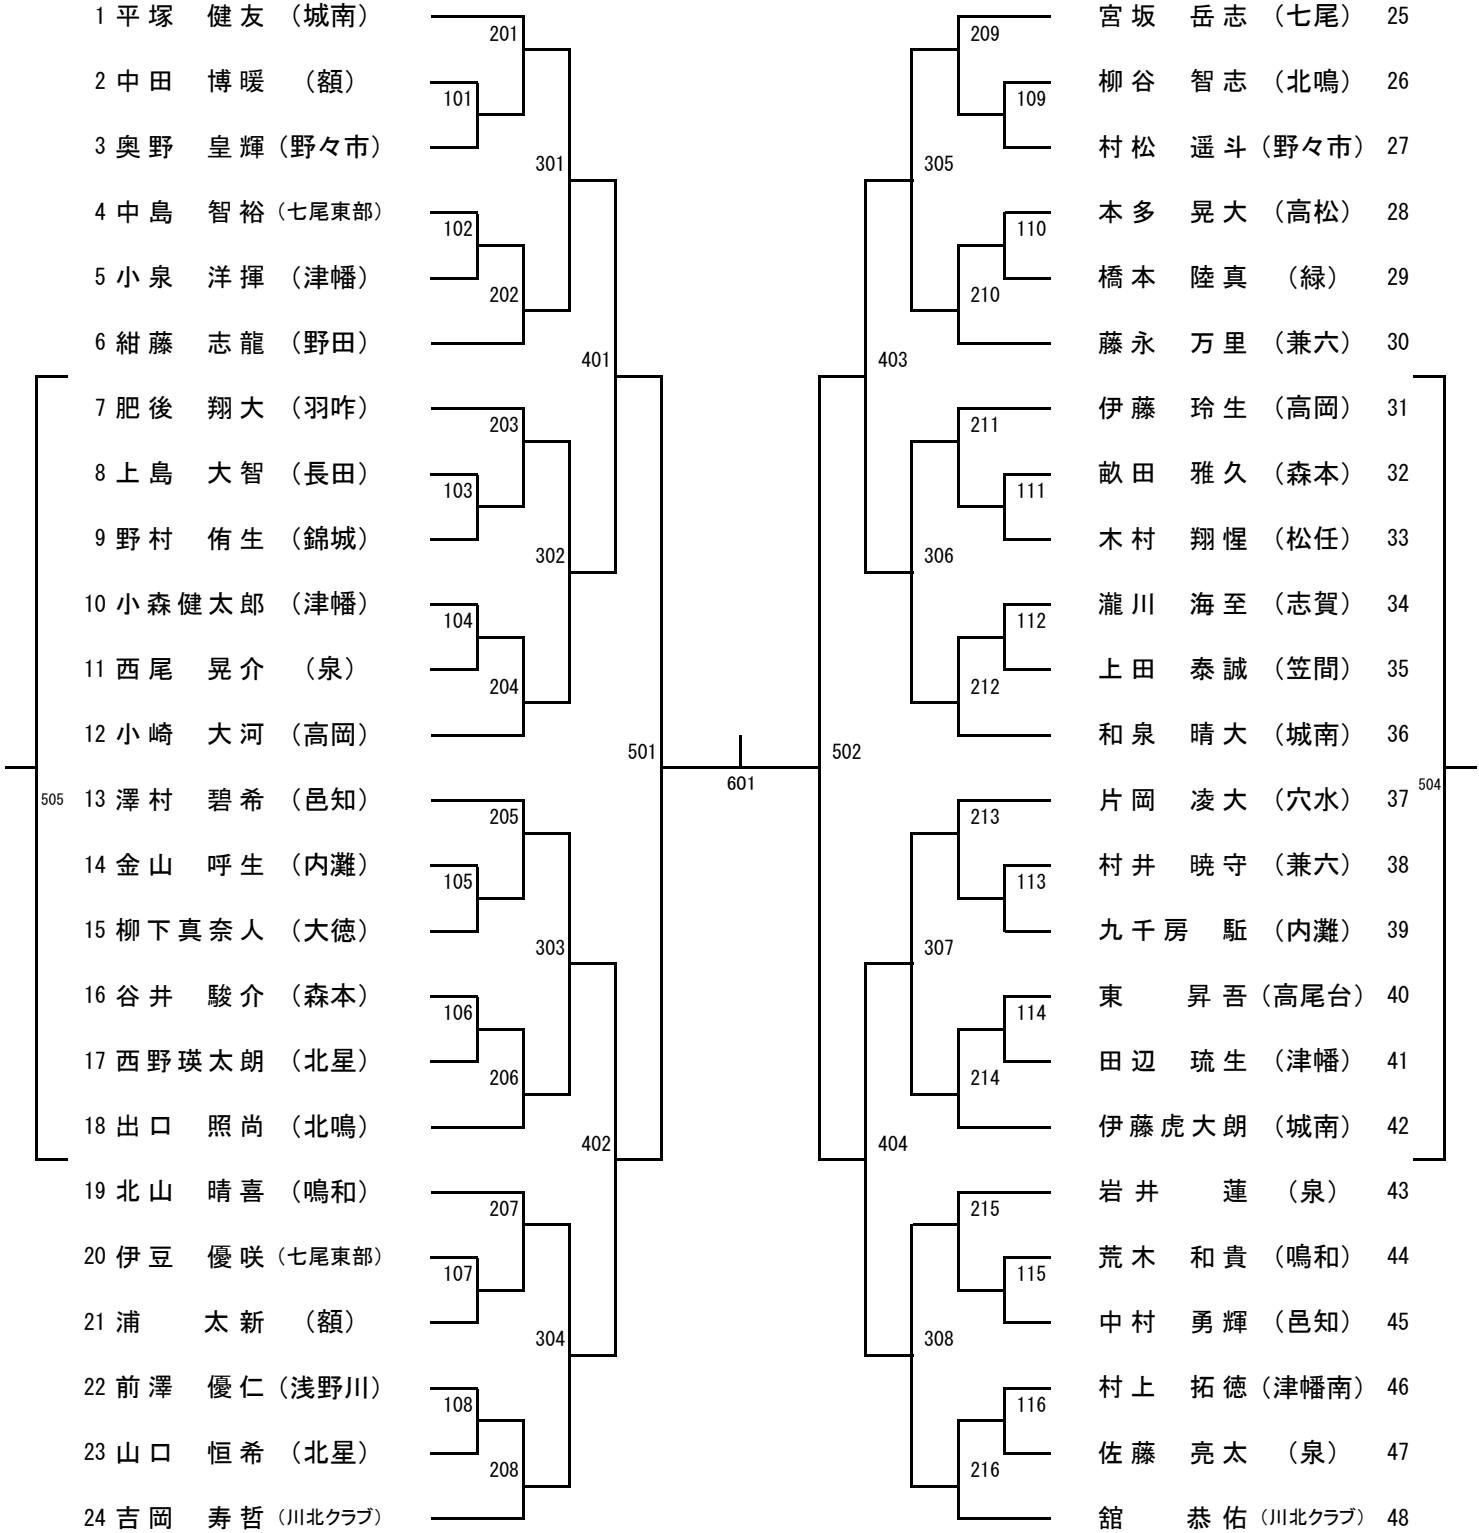 1 平塚 健友 （城南）
201
2 中田 博暖 （額）
101
3 奥野 皇輝（野々市）
301
4 中島 智裕（七尾東部）
102
5 小泉 洋揮 （津幡）
202
6 紺藤 志龍 （野田）
401
7 肥後 翔大 （羽咋）
203
8 上島 大智 （長田）
103
9 野村 侑生 （錦城）
302
10 小森健太郎 （津幡）
104
11 西尾 晃介 （泉）
204
12 小崎 大河 （高岡）
501
505
13 澤村 碧希 （邑知）
205
14 金山 呼生 （内灘）
105
15 柳下真奈人 （大徳）
303
16 谷井 駿介 （森本）
106
17 西野瑛太朗 （北星）
206
18 出口 照尚 （北鳴）
402
19 北山 晴喜 （鳴和）
207
20 伊豆 優咲（七尾東部）
107
21 浦 太新 （額）
304
22 前澤 優仁（浅野川）
108
23 山口 恒希 （北星）
208
24 吉岡 寿哲（川北クラブ）
601
宮坂 岳志 （七尾） 25
209
柳谷 智志 （北鳴） 26
109
村松 遥斗（野々市） 27
305
本多 晃大 （高松） 28
110
橋本 陸真 （緑） 29
210
藤永 万里 （兼六） 30
403
伊藤 玲生 （高岡） 31
211
畝田 雅久 （森本） 32
111
木村 翔惺 （松任） 33
306
瀧川 海至 （志賀） 34
112
上田 泰誠 （笠間） 35
212
和泉 晴大 （城南） 36
502
504
片岡 凌大 （穴水） 37
213
村井 暁守 （兼六） 38
113
九千房 駈 （内灘） 39
307
東 昇吾（高尾台） 40
114
田辺 琉生 （津幡） 41
214
伊藤虎大朗 （城南） 42
404
岩井 蓮 （泉） 43
215
荒木 和貴 （鳴和） 44
115
中村 勇輝 （邑知） 45
308
村上 拓徳（津幡南） 46
116
佐藤 亮太 （泉） 47
216
舘 恭佑（川北クラブ） 48